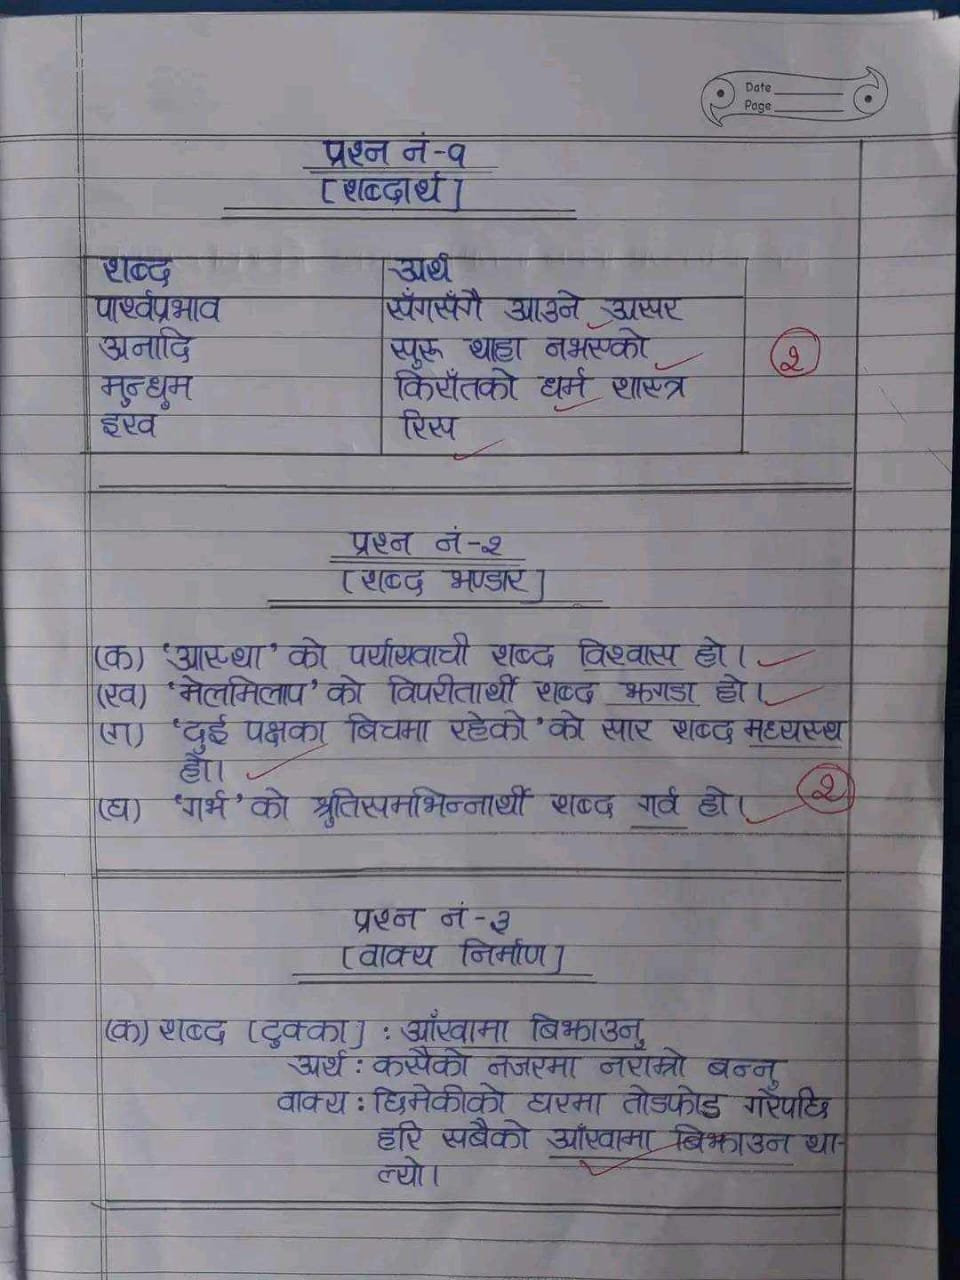 Date
Page
प्रश्न नं-१
[शब्दार्थ]
शब्द अर्थ
पार्श्वप्रभाव सँगसँगै आउने असर
अनादि सुरू थाहा नभएको
मुन्धुम किराँतको धर्म शास्त्र
इख रिस
२
प्रश्न नं-२
[शब्द भण्डार]
(क) 'आस्था' को पर्यायवाची शब्द विश्वास हो।
(ख) 'मेलमिलाप' को विपरीतार्थी शब्द झगडा हो।
(ग) 'दुई पक्षका बिचमा रहेको' को सार शब्द मध्यस्थ
हो।
(घ) 'गर्भ' को श्रुतिसमभिन्नार्थी शब्द गर्व हो।
२
प्रश्न नं-३
[वाक्य निर्माण]
(क) शब्द [टुक्का] : आँखामा बिझाउनु
अर्थ : कसैको नजरमा नराम्रो बन्नु
वाक्य : छिमेकीको घरमा तोडफोड गरेपछि
हरि सबैको आँखामा बिझाउन था-
ल्यो।